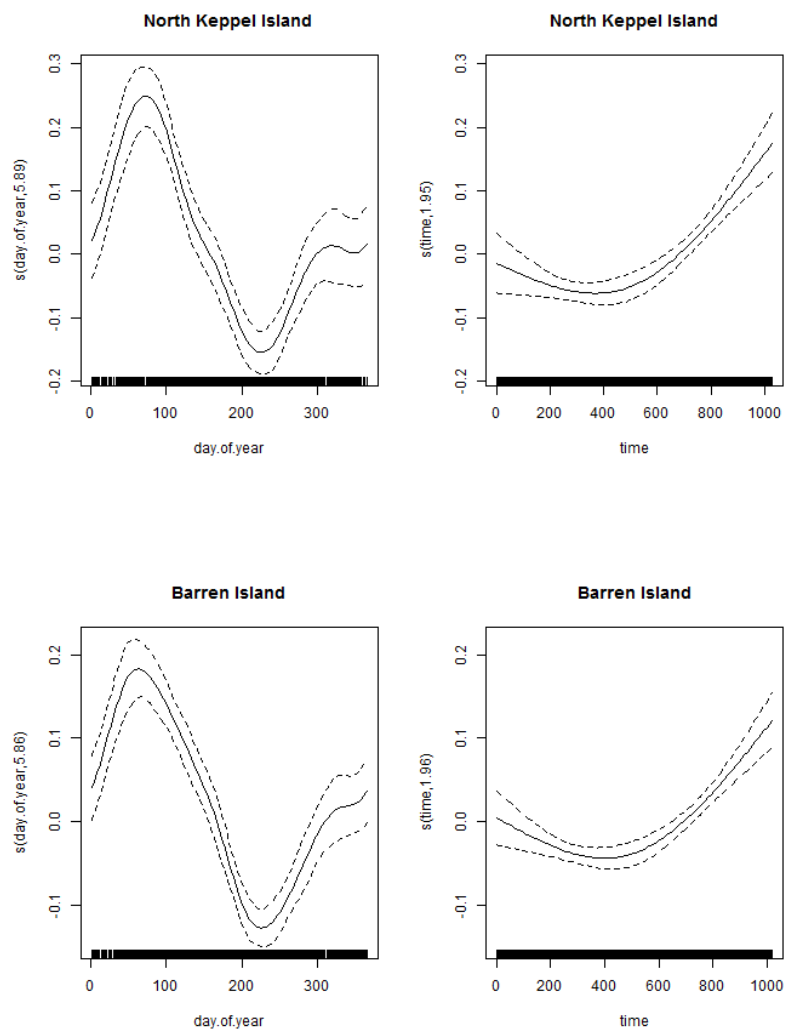 North Keppel Island
s(day.of.year,5.89)
0.3
0.2
0.1
0.0
-0.1
-0.2
0 100 200 300
day.of.year
North Keppel Island
s(time,1.95)
0.3
0.2
0.1
0.0
-0.1
-0.2
0 200 400 600 800 1000
time
Barren Island
s(day.of.year,5.86)
0.2
0.1
0.0
-0.1
0 100 200 300
day.of.year
Barren Island
s(time,1.96)
0.2
0.1
0.0
-0.1
0 200 400 600 800 1000
time